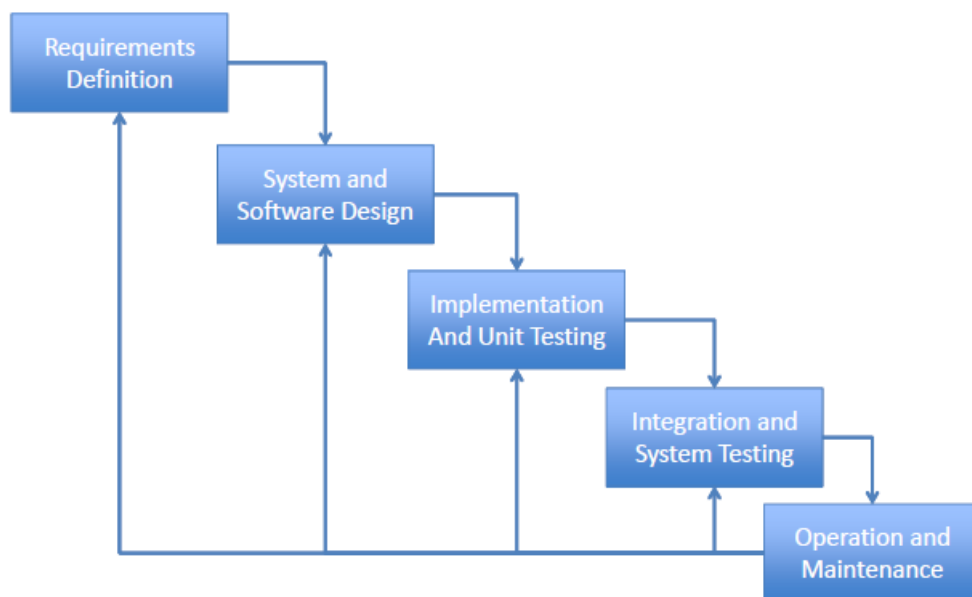 Requirements
Definition
System and
Software Design
Implementation
And Unit Testing
Integration and
System Testing
Operation and
Maintenance